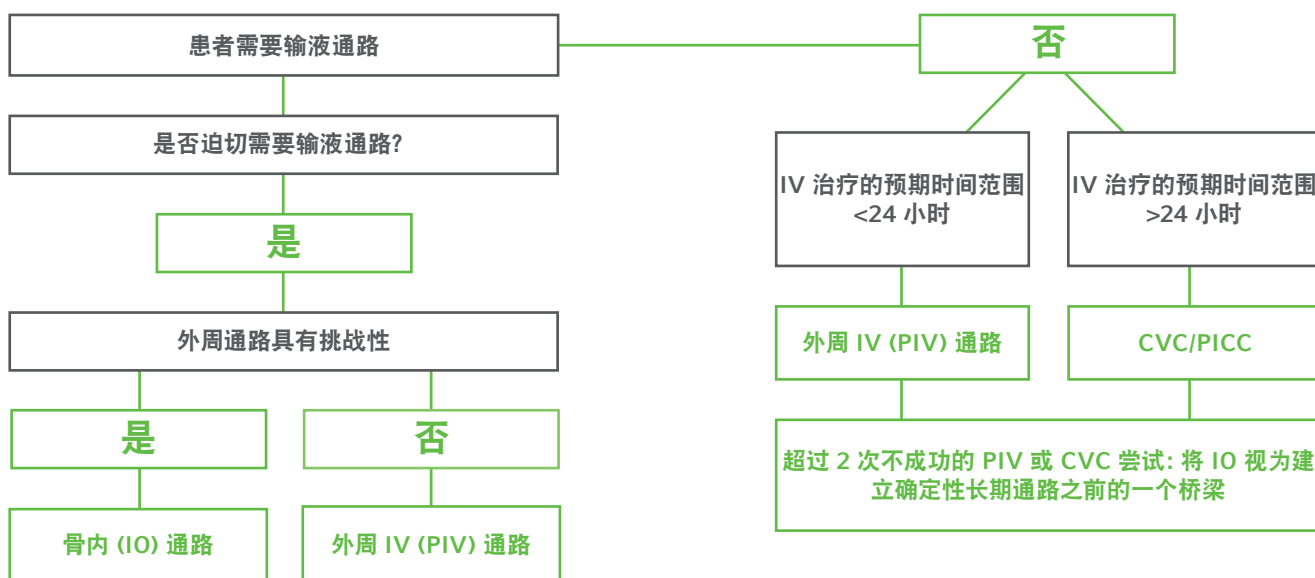 患者需要输液通路
否
是否迫切需要输液通路?
是
外周通路具有挑战性
是
否
骨内 (IO) 通路
外周 IV (PIV) 通路
IV 治疗的预期时间范围
<24 小时
IV 治疗的预期时间范围
>24 小时
外周 IV (PIV) 通路
CVC/PICC
超过 2 次不成功的 PIV 或 CVC 尝试: 将 IO 视为建
立确定性长期通路之前的一个桥梁